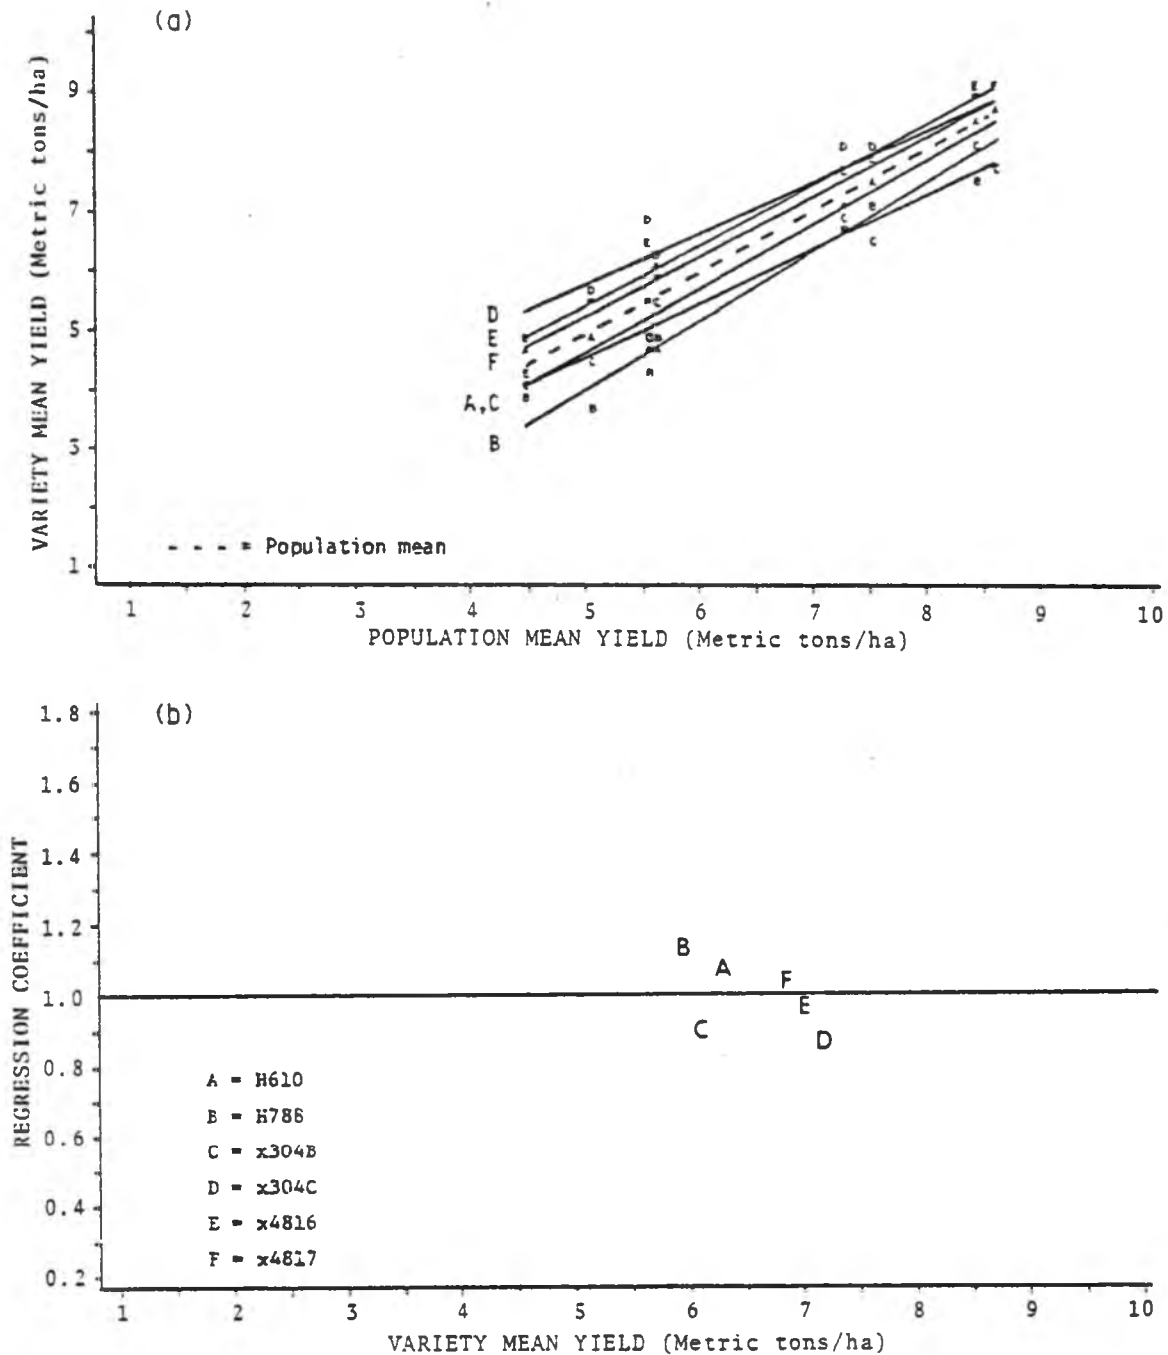 (a)
VARIETY MEAN YIELD (Metric tons/ha)
9
7
5
3
1
D
E
F
A,C
B
- - - = Population mean
1 2 3 4 5 6 7 8 9 10
POPULATION MEAN YIELD (Metric tons/ha)
(b)
REGRESSION COEFFICIENT
1.8
1.6
1.4
1.2
1.0
0.8
0.6
0.4
0.2
B
A
F
E
C
D
A = H610
B = H788
C = x304B
D = x304C
E = x4816
F = x4817
1 2 3 4 5 6 7 8 9 10
VARIETY MEAN YIELD (Metric tons/ha)